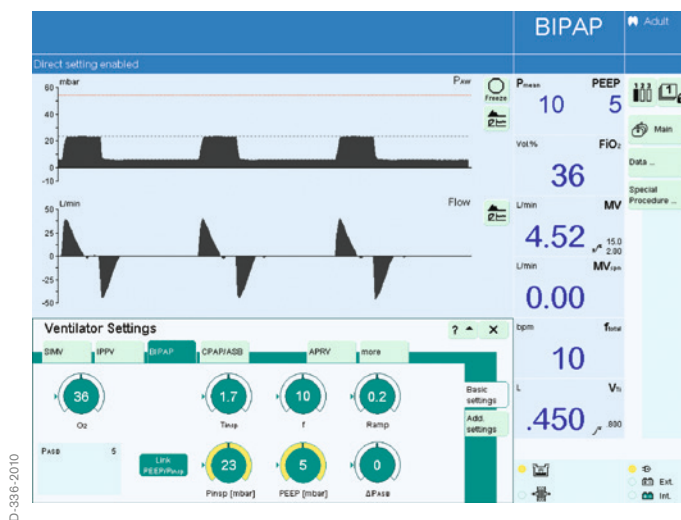 BIPAP
Adult
Direct setting enabled
mbar
Paw
60
40
20
0
-10
Freeze
L/min
Flow
50
25
0
-25
-50
Pmean PEEP
10 5
Vol.% FiO₂
36
L/min MV
4.52 15.0
2.00
L/min MVspn
0.00
bpm ftotal
10
L VTi
.450 .800
1
Main
Data ...
Special
Procedure ...
Ventilator Settings ? X
SIMV IPPV BIPAP CPAP/ASB APRV more
36 1.7 10 0.2
O₂ Tinsp f Ramp
Basic
settings
Add.
settings
PASB 5
Link
PEEP/Pinsp
23 5 0
Pinsp [mbar] PEEP [mbar] ΔPASB
Ext.
Int.
D-336-2010